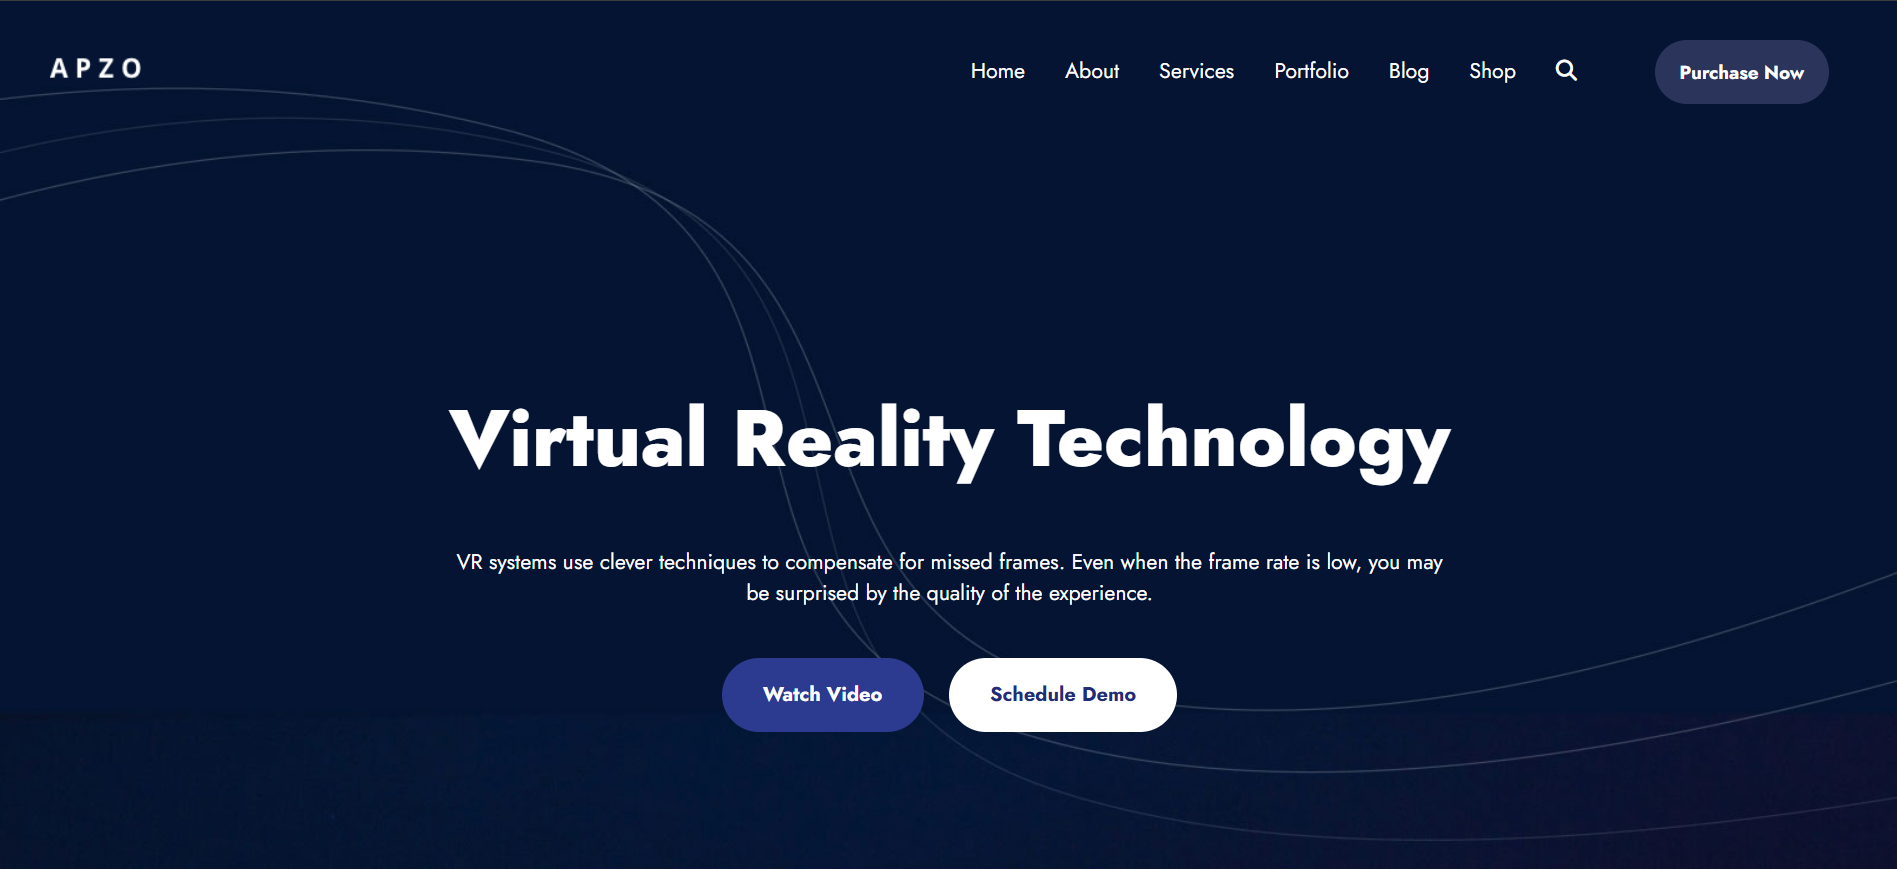 APZO
Home About Services Portfolio Blog Shop
Purchase Now
Virtual Reality Technology
VR systems use clever techniques to compensate for missed frames. Even when the frame rate is low, you may
be surprised by the quality of the experience.
Watch Video
Schedule Demo